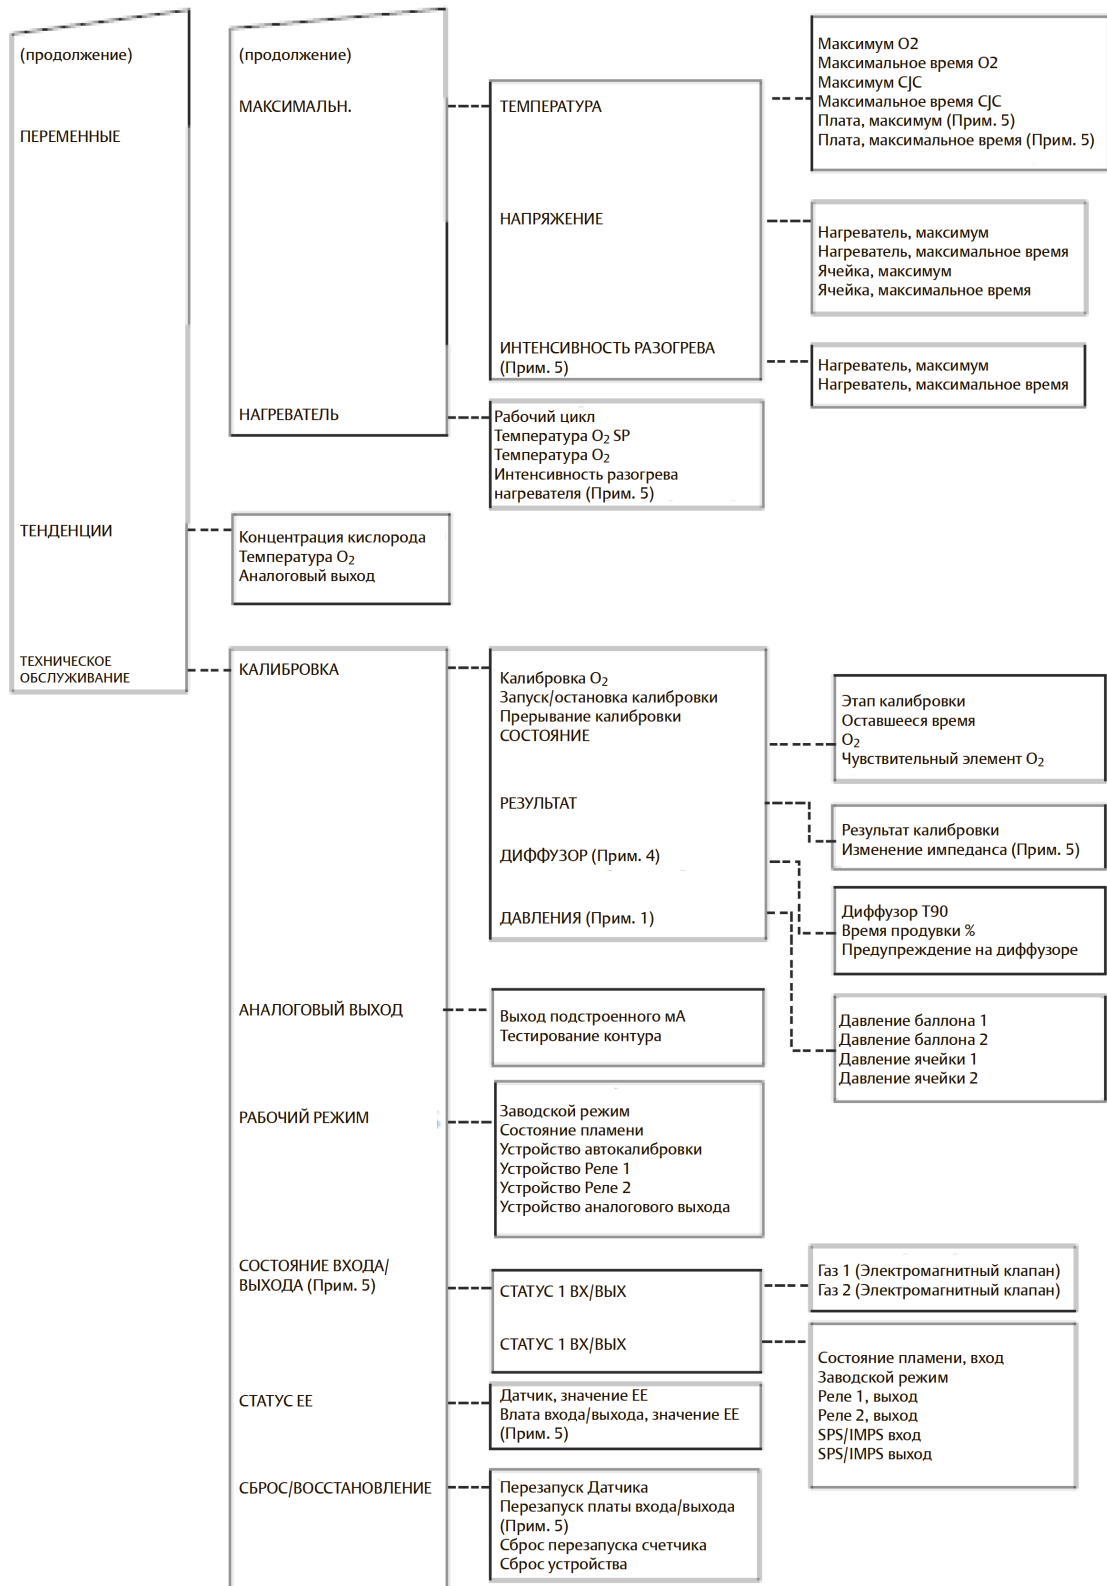 (продолжение)
ПЕРЕМЕННЫЕ
ТЕНДЕНЦИИ
ТЕХНИЧЕСКОЕ
ОБСЛУЖИВАНИЕ
(продолжение)
МАКСИМАЛЬН.
НАГРЕВАТЕЛЬ
ТЕМПЕРАТУРА
НАПРЯЖЕНИЕ
ИНТЕНСИВНОСТЬ РАЗОГРЕВА
(Прим. 5)
Максимум O2
Максимальное время O2
Максимум CJC
Максимальное время CJC
Плата, максимум (Прим. 5)
Плата, максимальное время (Прим. 5)
Нагреватель, максимум
Нагреватель, максимальное время
Ячейка, максимум
Ячейка, максимальное время
Нагреватель, максимум
Нагреватель, максимальное время
Рабочий цикл
Температура O2 SP
Температура O2
Интенсивность разогрева
нагревателя (Прим. 5)
Концентрация кислорода
Температура O2
Аналоговый выход
КАЛИБРОВКА
Калибровка O2
Запуск/остановка калибровки
Прерывание калибровки
СОСТОЯНИЕ
РЕЗУЛЬТАТ
ДИФФУЗОР (Прим. 4)
ДАВЛЕНИЯ (Прим. 1)
Этап калибровки
Оставшееся время
O2
Чувствительный элемент O2
Результат калибровки
Изменение импеданса (Прим. 5)
Диффузор T90
Время продувки %
Предупреждение на диффузоре
Давление баллона 1
Давление баллона 2
Давление ячейки 1
Давление ячейки 2
АНАЛОГОВЫЙ ВЫХОД
Выход подстроенного мА
Тестирование контура
РАБОЧИЙ РЕЖИМ
Заводской режим
Состояние пламени
Устройство автокалибровки
Устройство Реле 1
Устройство Реле 2
Устройство аналогового выхода
СОСТОЯНИЕ ВХОДА/
ВЫХОДА (Прим. 5)
СТАТУС 1 ВХ/ВЫХ
СТАТУС 1 ВХ/ВЫХ
Газ 1 (Электромагнитный клапан)
Газ 2 (Электромагнитный клапан)
Состояние пламени, вход
Заводской режим
Реле 1, выход
Реле 2, выход
SPS/IMPS вход
SPS/IMPS выход
СТАТУС ЕЕ
Датчик, значение ЕЕ
Влата входа/выхода, значение ЕЕ
(Прим. 5)
СБРОС/ВОССТАНОВЛЕНИЕ
Перезапуск Датчика
Перезапуск платы входа/выхода
(Прим. 5)
Сброс перезапуска счетчика
Сброс устройства